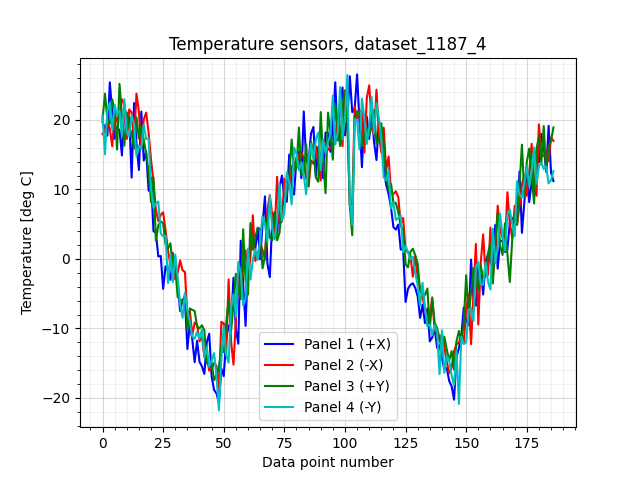 Temperature sensors, dataset_1187_4
Temperature [deg C]
20
10
0
−10
−20
Panel 1 (+X)
Panel 2 (-X)
Panel 3 (+Y)
Panel 4 (-Y)
0 25 50 75 100 125 150 175
Data point number